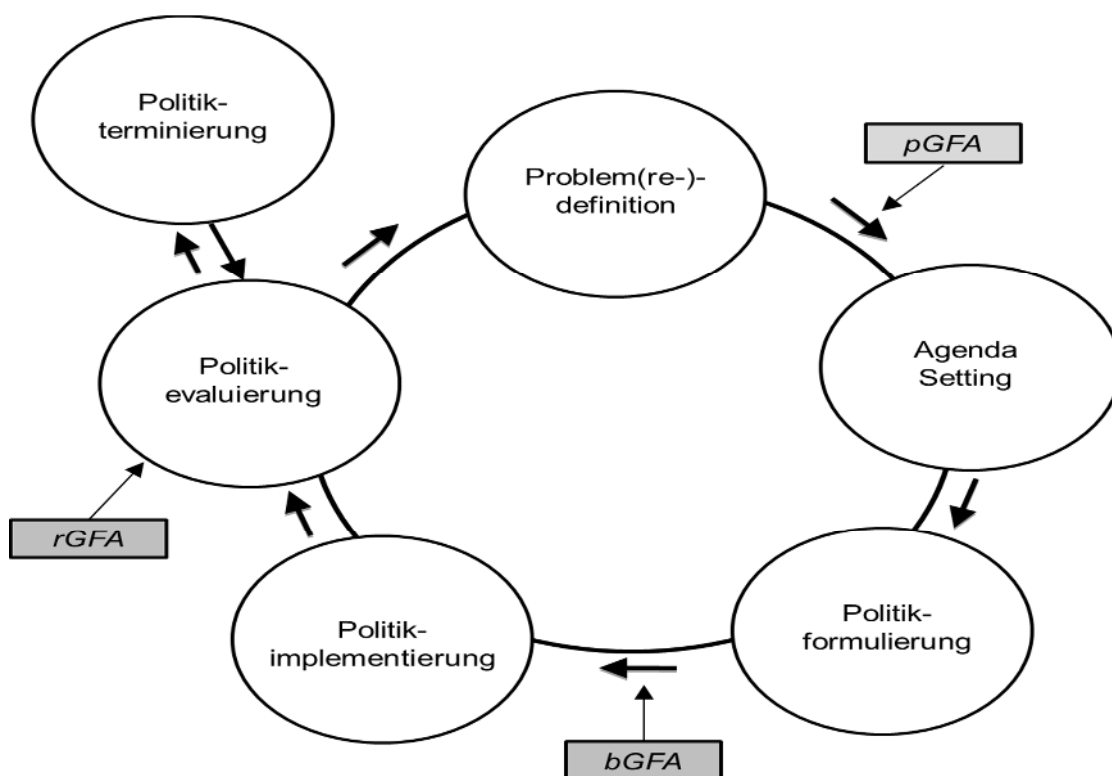 Politik-
terminierung
Problem(re-)-
definition
pGFA
Agenda
Setting
Politik-
evaluierung
rGFA
Politik-
implementierung
Politik-
formulierung
bGFA